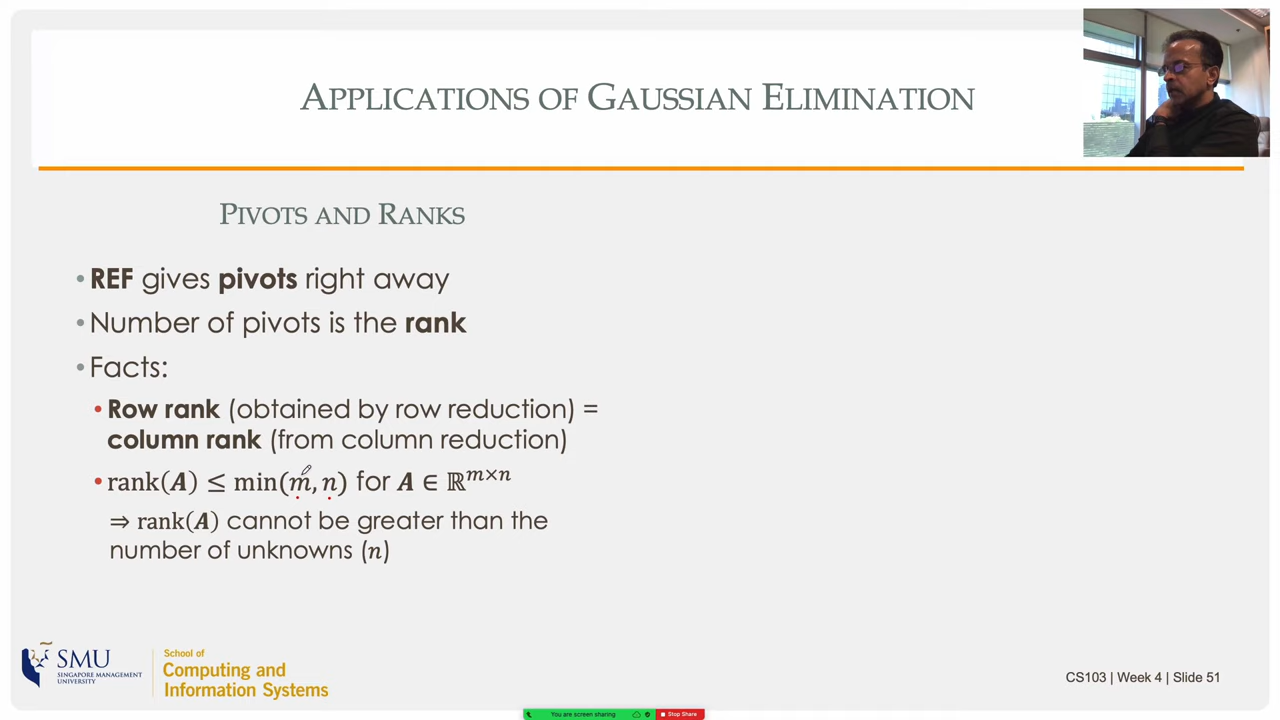 APPLICATIONS OF GAUSSIAN ELIMINATION
PIVOTS AND RANKS
• REF gives pivots right away
• Number of pivots is the rank
• Facts:
• Row rank (obtained by row reduction) =
column rank (from column reduction)
• rank(A) ≤ min(m, n) for A ∈ ℝᵐˣⁿ
⇒ rank(A) cannot be greater than the
number of unknowns (n)
SMU
SINGAPORE MANAGEMENT
UNIVERSITY
School of
Computing and
Information Systems
CS103 | Week 4 | Slide 51
You are screen sharing
Stop Share